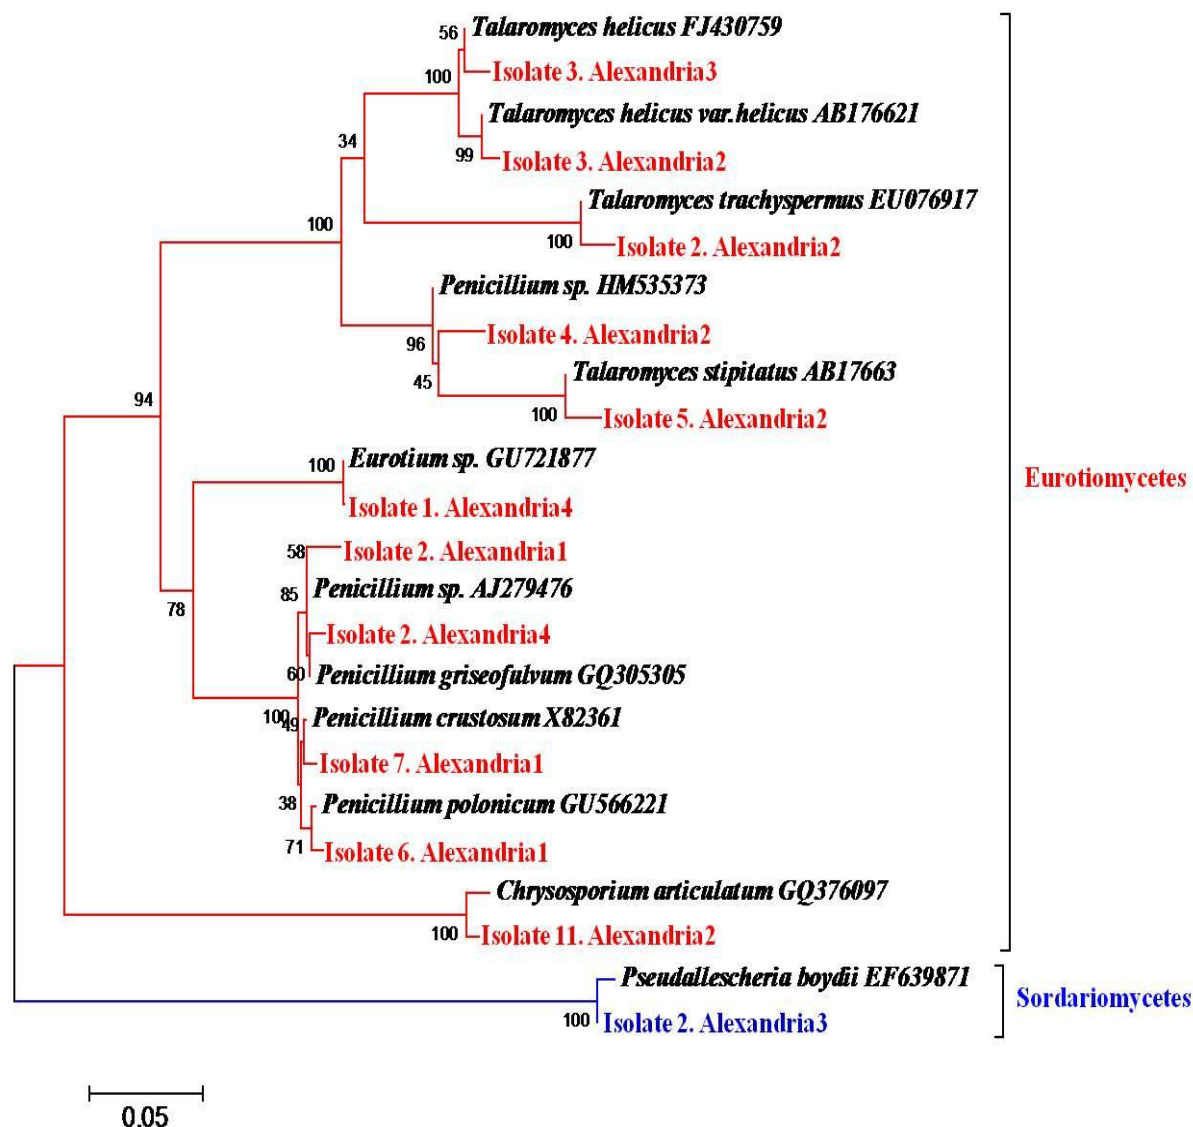 56
Talaromyces helicus FJ430759
Isolate 3. Alexandria3
100
Talaromyces helicus var.helicus AB176621
99
Isolate 3. Alexandria2
34
Talaromyces trachyspermus EU076917
100
Isolate 2. Alexandria2
100
Penicillium sp. HM535373
Isolate 4. Alexandria2
96
Talaromyces stipitatus AB17663
45
100
Isolate 5. Alexandria2
94
Eurotium sp. GU721877
100
Isolate 1. Alexandria4
Eurotiomycetes
58
Isolate 2. Alexandria1
85
Penicillium sp. AJ279476
78
Isolate 2. Alexandria4
60
Penicillium griseofulvum GQ305305
100
49
Penicillium crustosum X82361
Isolate 7. Alexandria1
38
Penicillium polonicum GU566221
71
Isolate 6. Alexandria1
Chrysosporium articulatum GQ376097
100
Isolate 11. Alexandria2
Pseudallescheria boydii EF639871
Sordariomycetes
100
Isolate 2. Alexandria3
0.05